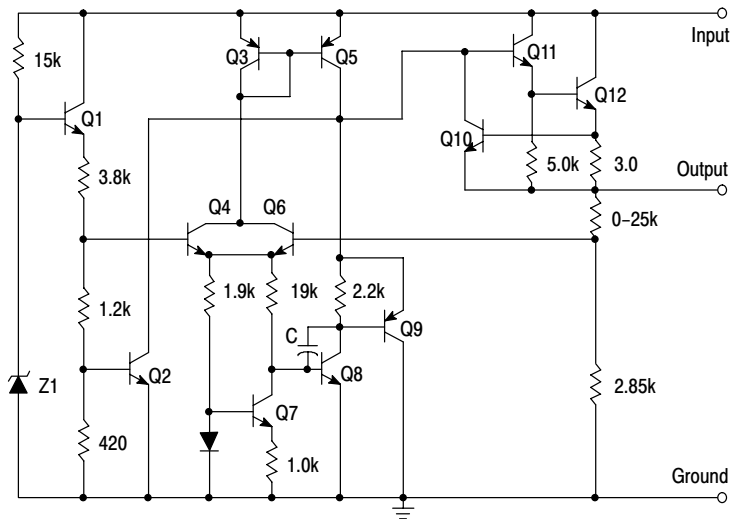 Input
Q3
Q5
Q11
15k
Q12
Q1
Q10
3.8k
5.0k
3.0
Output
Q4
Q6
0–25k
1.2k
1.9k
19k
2.2k
C
Q9
Z1
Q2
Q8
2.85k
Q7
420
1.0k
Ground